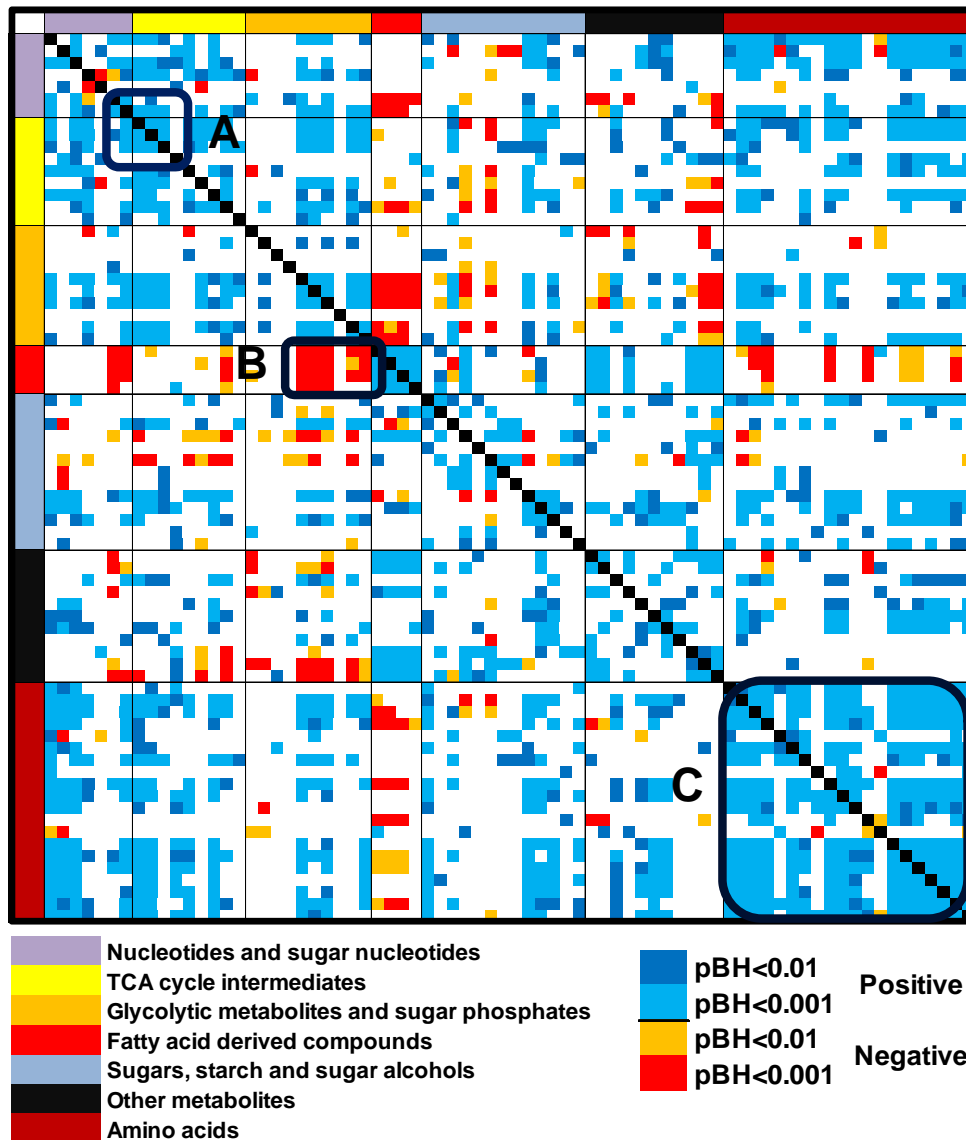 A
B
C
Nucleotides and sugar nucleotides
TCA cycle intermediates
Glycolytic metabolites and sugar phosphates
Fatty acid derived compounds
Sugars, starch and sugar alcohols
Other metabolites
Amino acids
pBH<0.01
pBH<0.001
Positive
pBH<0.01
pBH<0.001
Negative